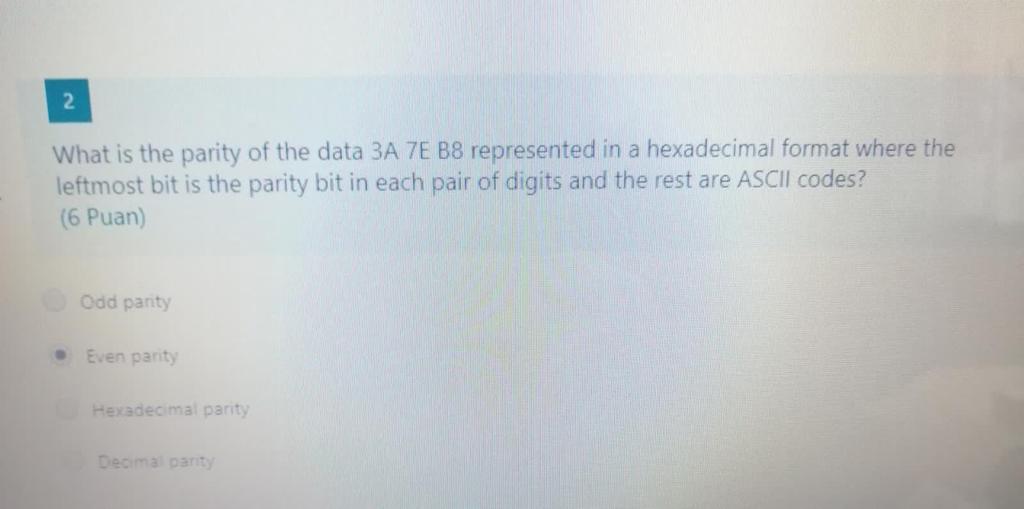 2
What is the parity of the data 3A 7E B8 represented in a hexadecimal format where the
leftmost bit is the parity bit in each pair of digits and the rest are ASCII codes?
(6 Puan)
Odd parity
Even parity
Hexadecimal parity
Decimal parity